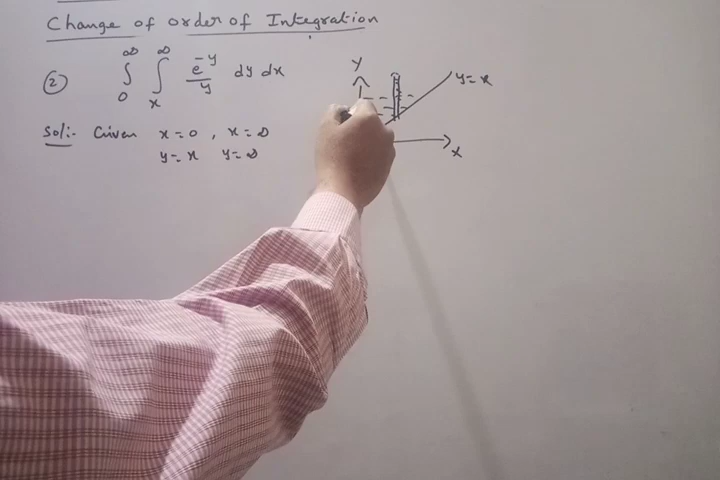 Change of order of Integration
② ∫₀^∞ ∫ₓ^∞ e^-y/y dy dx
Sol:- Given x=0, x=∞
y=x y=∞
Y
y=x
X